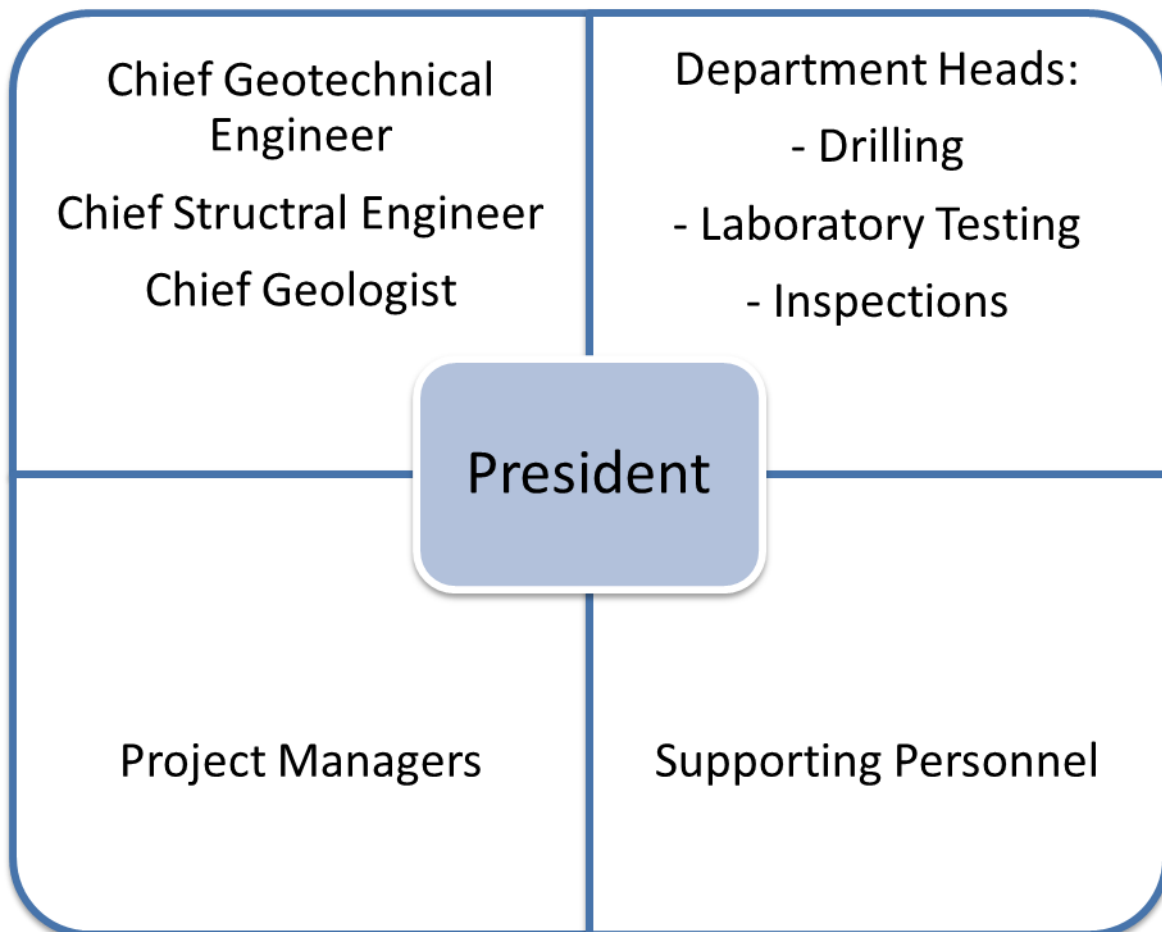 Chief Geotechnical
Engineer
Chief Structral Engineer
Chief Geologist
Department Heads:
- Drilling
- Laboratory Testing
- Inspections
President
Project Managers
Supporting Personnel